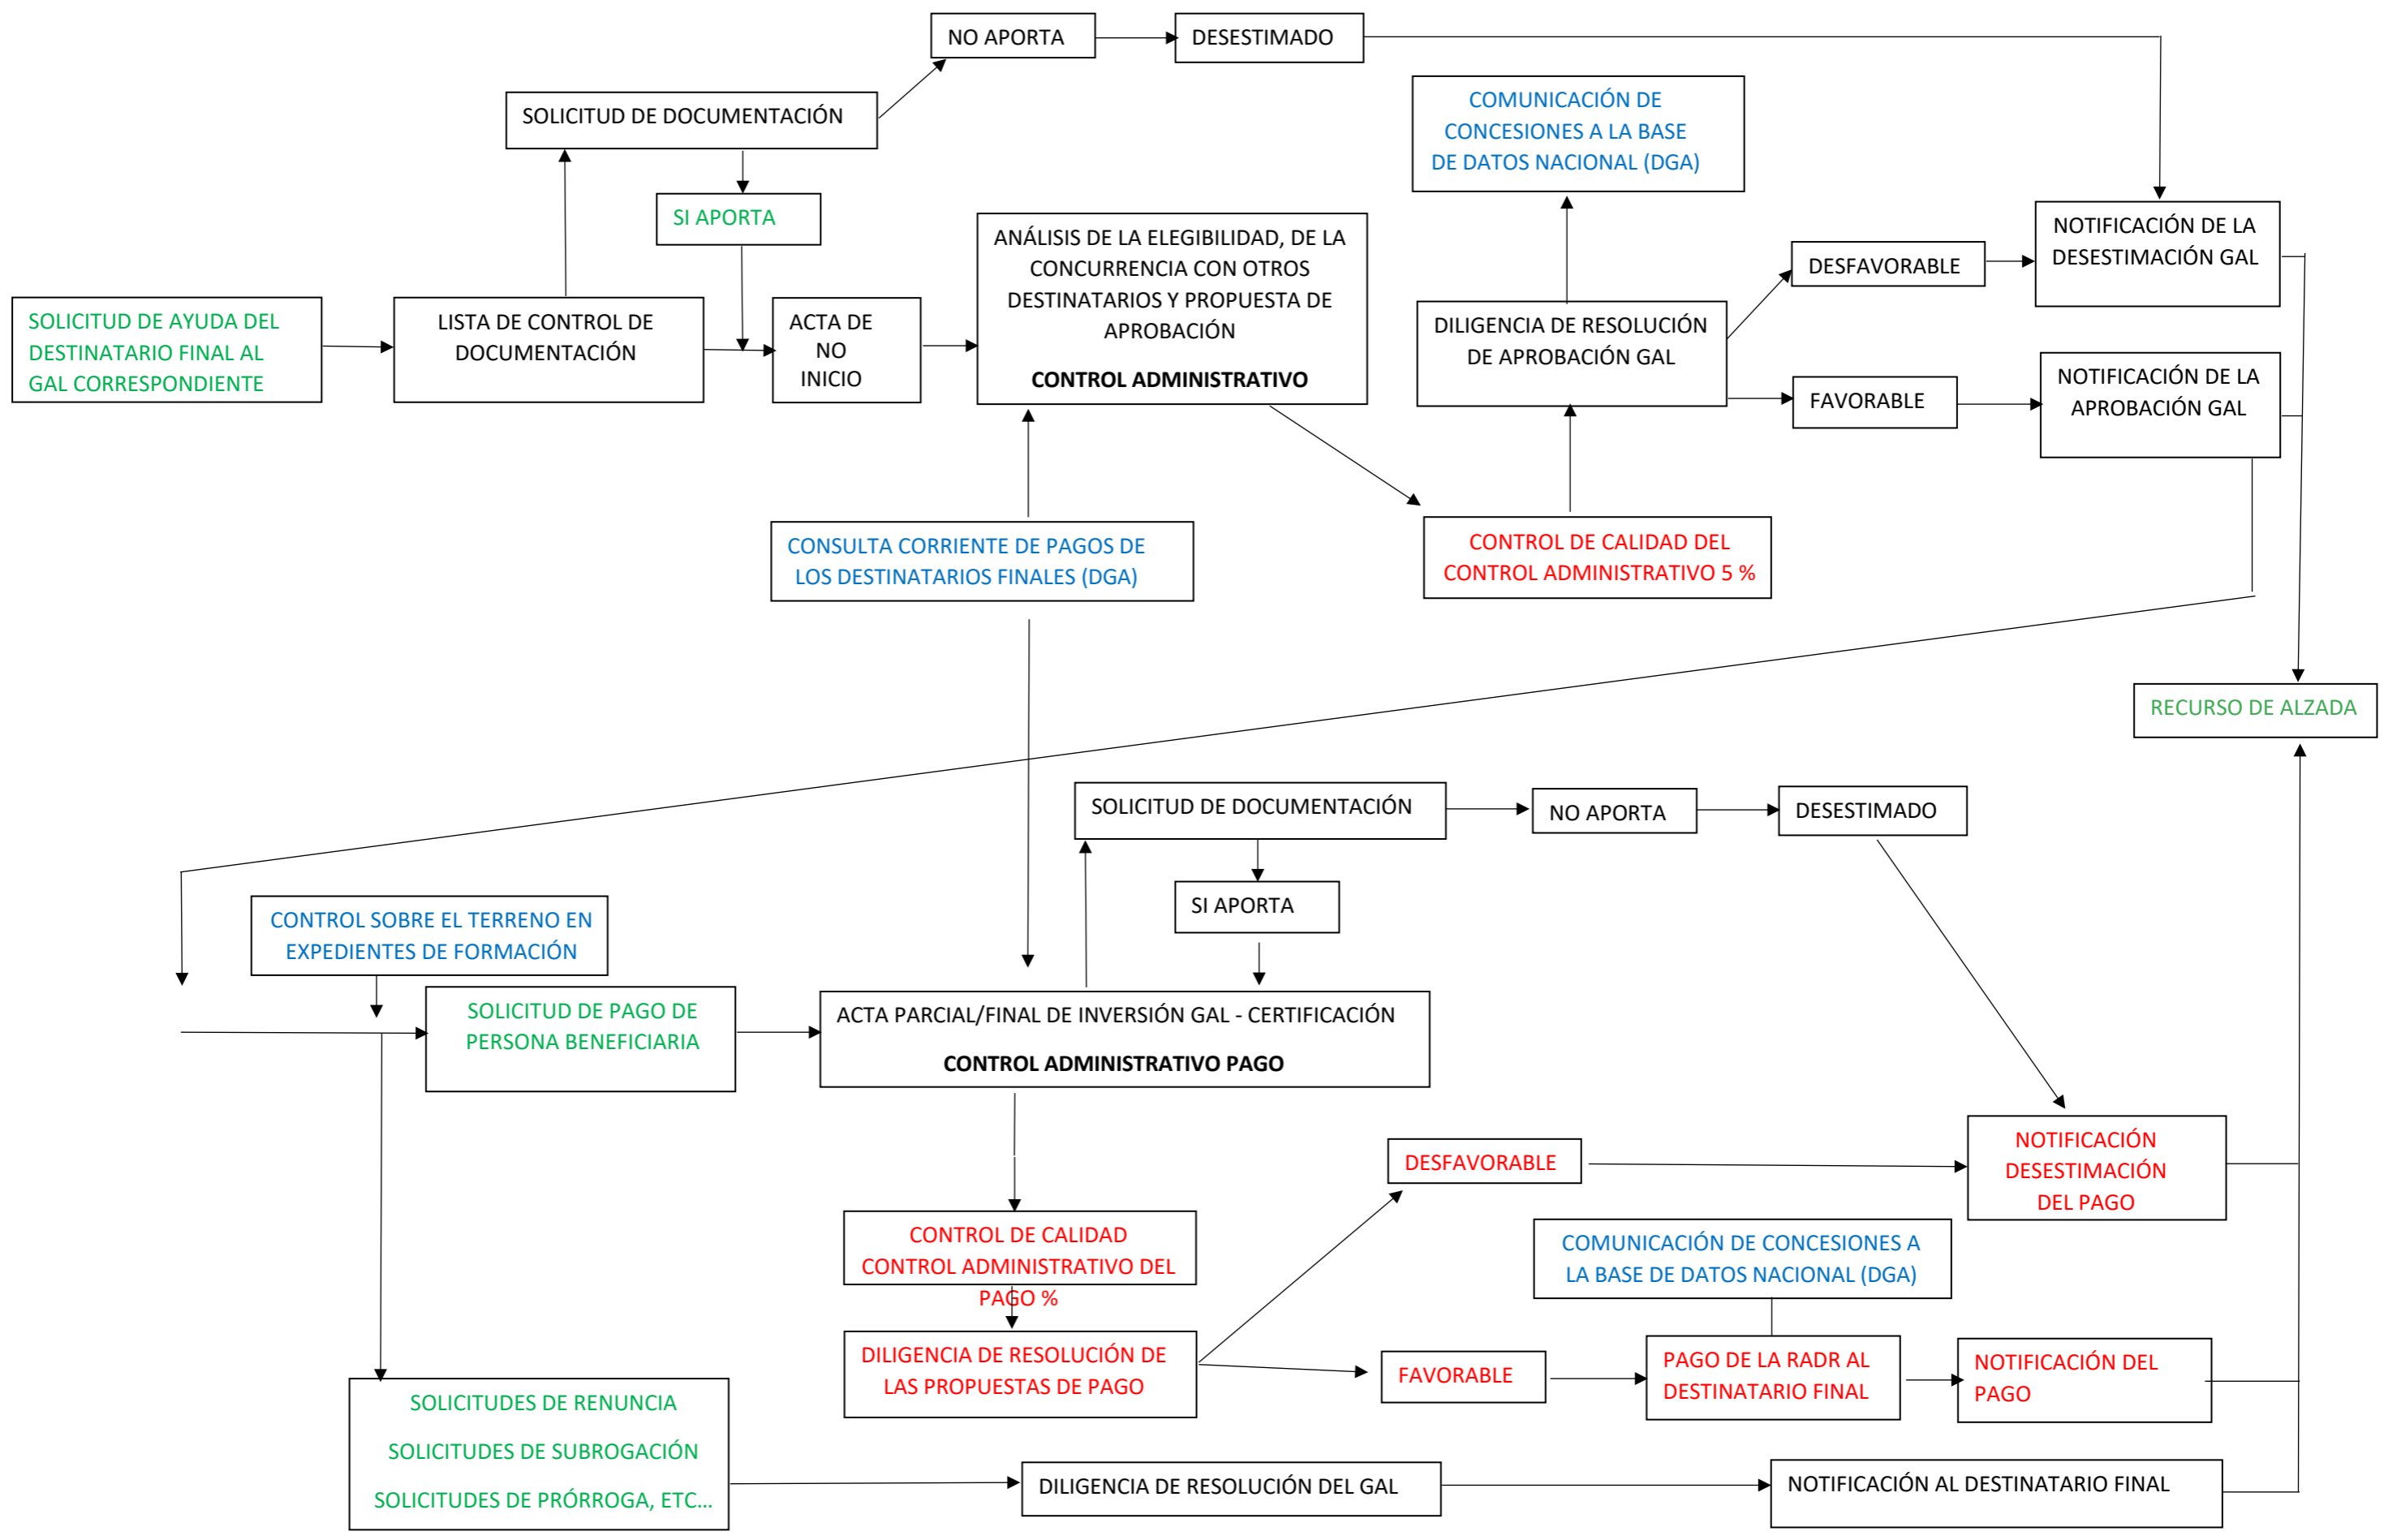 NO APORTA
DESESTIMADO
SOLICITUD DE DOCUMENTACIÓN
COMUNICACIÓN DE
CONCESIONES A LA BASE
DE DATOS NACIONAL (DGA)
SI APORTA
SOLICITUD DE AYUDA DEL
DESTINATARIO FINAL AL
GAL CORRESPONDIENTE
LISTA DE CONTROL DE
DOCUMENTACIÓN
ACTA DE
NO
INICIO
ANÁLISIS DE LA ELEGIBILIDAD, DE LA
CONCURRENCIA CON OTROS
DESTINATARIOS Y PROPUESTA DE
APROBACIÓN
CONTROL ADMINISTRATIVO
DILIGENCIA DE RESOLUCIÓN
DE APROBACIÓN GAL
DESFAVORABLE
NOTIFICACIÓN DE LA
DESESTIMACIÓN GAL
FAVORABLE
NOTIFICACIÓN DE LA
APROBACIÓN GAL
CONSULTA CORRIENTE DE PAGOS DE
LOS DESTINATARIOS FINALES (DGA)
CONTROL DE CALIDAD DEL
CONTROL ADMINISTRATIVO 5 %
RECURSO DE ALZADA
SOLICITUD DE DOCUMENTACIÓN
NO APORTA
DESESTIMADO
SI APORTA
CONTROL SOBRE EL TERRENO EN
EXPEDIENTES DE FORMACIÓN
SOLICITUD DE PAGO DE
PERSONA BENEFICIARIA
ACTA PARCIAL/FINAL DE INVERSIÓN GAL - CERTIFICACIÓN
CONTROL ADMINISTRATIVO PAGO
DESFAVORABLE
NOTIFICACIÓN
DESESTIMACIÓN
DEL PAGO
CONTROL DE CALIDAD
CONTROL ADMINISTRATIVO DEL
PAGO %
COMUNICACIÓN DE CONCESIONES A
LA BASE DE DATOS NACIONAL (DGA)
DILIGENCIA DE RESOLUCIÓN DE
LAS PROPUESTAS DE PAGO
FAVORABLE
PAGO DE LA RADR AL
DESTINATARIO FINAL
NOTIFICACIÓN DEL
PAGO
SOLICITUDES DE RENUNCIA
SOLICITUDES DE SUBROGACIÓN
SOLICITUDES DE PRÓRROGA, ETC...
DILIGENCIA DE RESOLUCIÓN DEL GAL
NOTIFICACIÓN AL DESTINATARIO FINAL